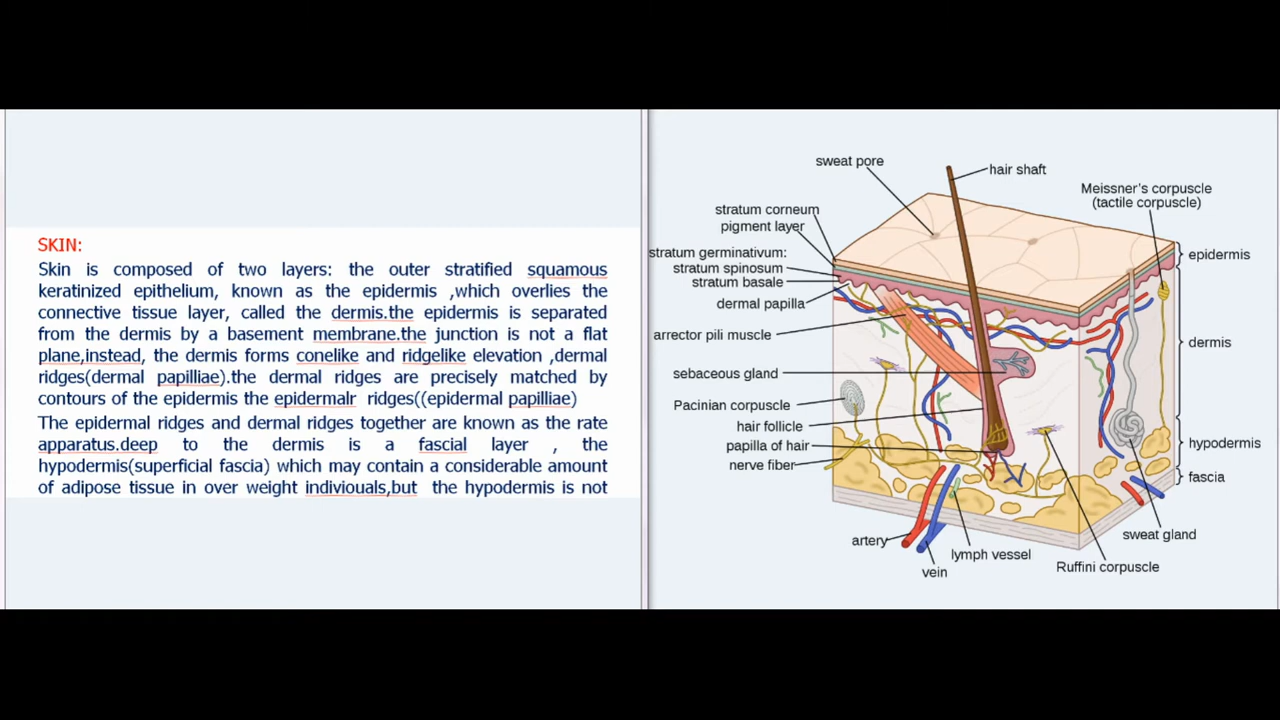 SKIN:
Skin is composed of two layers: the outer stratified squamous
keratinized epithelium, known as the epidermis ,which overlies the
connective tissue layer, called the dermis.the epidermis is separated
from the dermis by a basement membrane.the junction is not a flat
plane,instead, the dermis forms conelike and ridgelike elevation ,dermal
ridges(dermal papilliae).the dermal ridges are precisely matched by
contours of the epidermis the epidermalr ridges((epidermal papilliae)
The epidermal ridges and dermal ridges together are known as the rate
apparatus.deep to the dermis is a fascial layer , the
hypodermis(superficial fascia) which may contain a considerable amount
of adipose tissue in over weight indiviouals,but the hypodermis is not
sweat pore
hair shaft
Meissner's corpuscle
(tactile corpuscle)
stratum corneum
pigment layer
stratum germinativum:
stratum spinosum
stratum basale
dermal papilla
arrector pili muscle
sebaceous gland
Pacinian corpuscle
hair follicle
papilla of hair
nerve fiber
epidermis
dermis
hypodermis
fascia
artery
vein
lymph vessel
Ruffini corpuscle
sweat gland